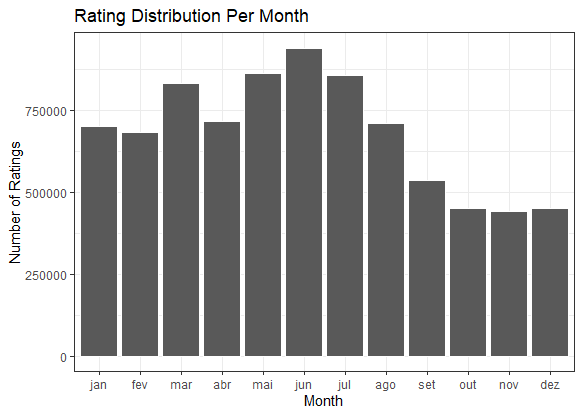 Rating Distribution Per Month
Number of Ratings
750000
500000
250000
0
jan fev mar abr mai jun jul ago set out nov dez
Month